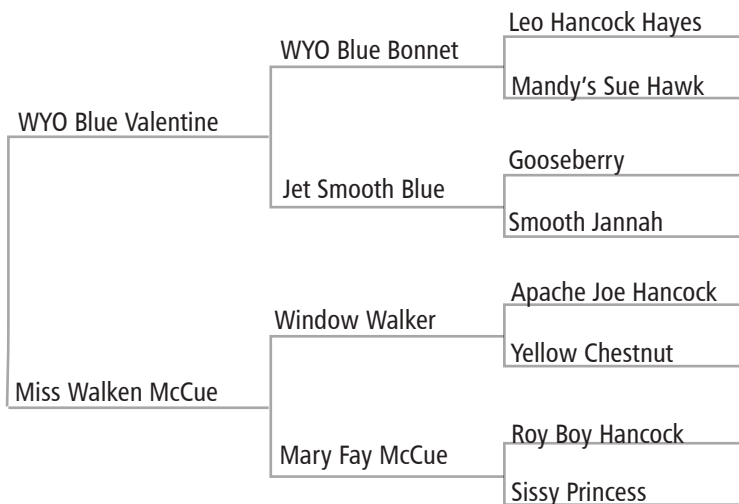 Leo Hancock Hayes
WYO Blue Bonnet
Mandy’s Sue Hawk
WYO Blue Valentine
Gooseberry
Jet Smooth Blue
Smooth Jannah
Apache Joe Hancock
Window Walker
Yellow Chestnut
Miss Walken McCue
Roy Boy Hancock
Mary Fay McCue
Sissy Princess